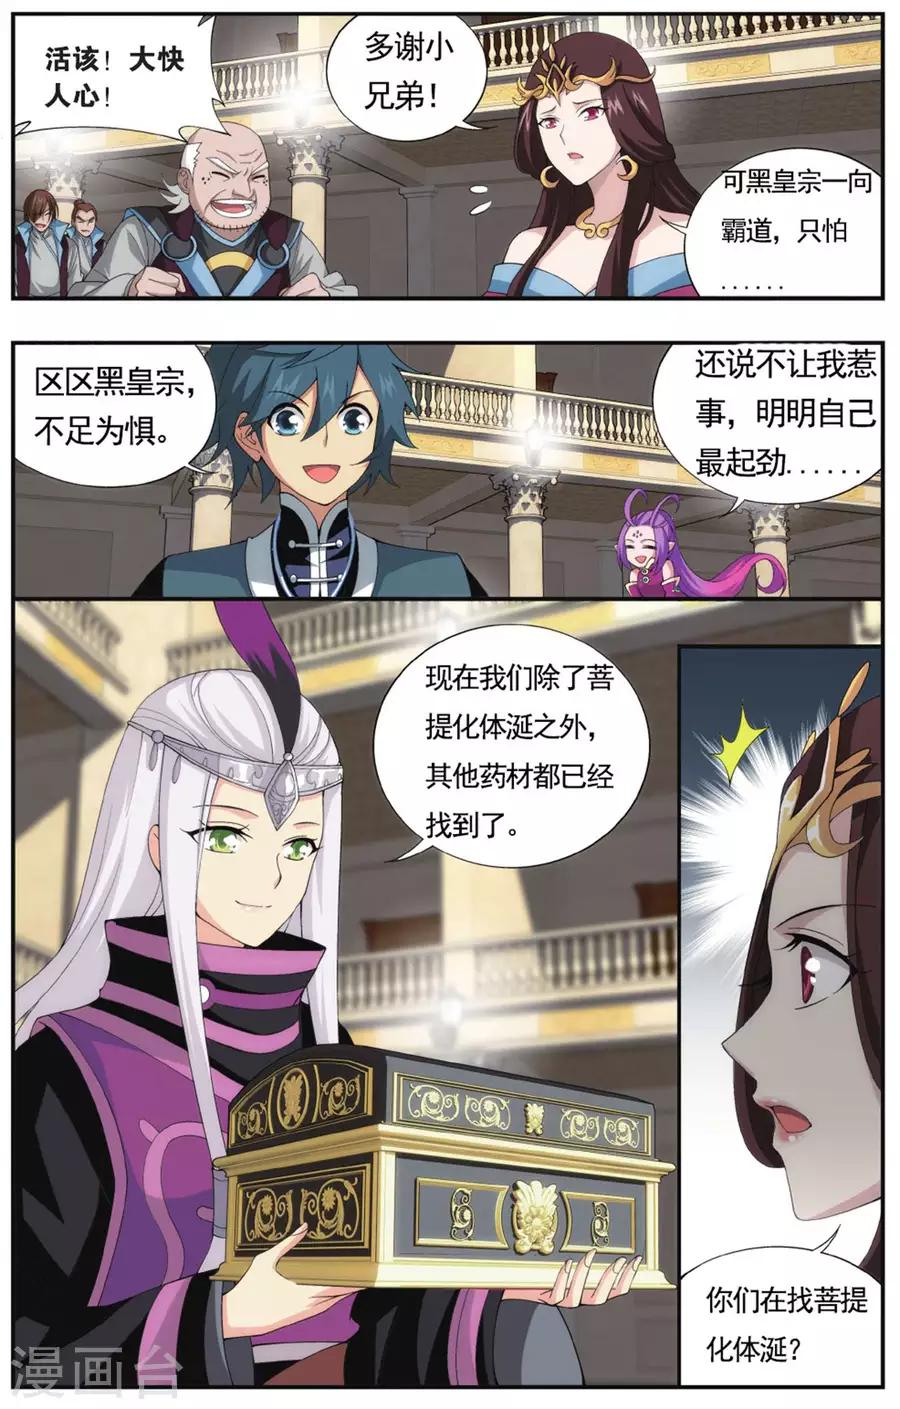 活该！大快
人心！
多谢小
兄弟！
可黑皇宗一向
霸道，只怕
......
区区黑皇宗，
不足为惧。
还说不让我惹
事，明明自己
最起劲......
现在我们除了菩
提化体涎之外，
其他药材都已经
找到了。
你们在找菩提
化体涎？
漫画台